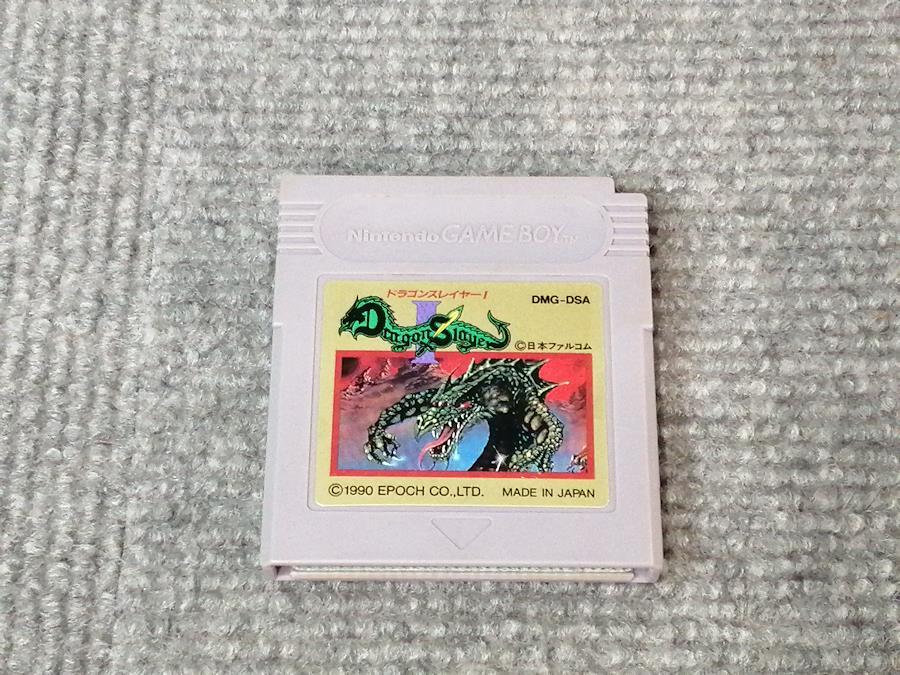 Nintendo GAME BOY TM
ドラゴンスレイヤーI
DMG-DSA
I
Dragon Slayer
©日本ファルコム
©1990 EPOCH CO.,LTD. MADE IN JAPAN